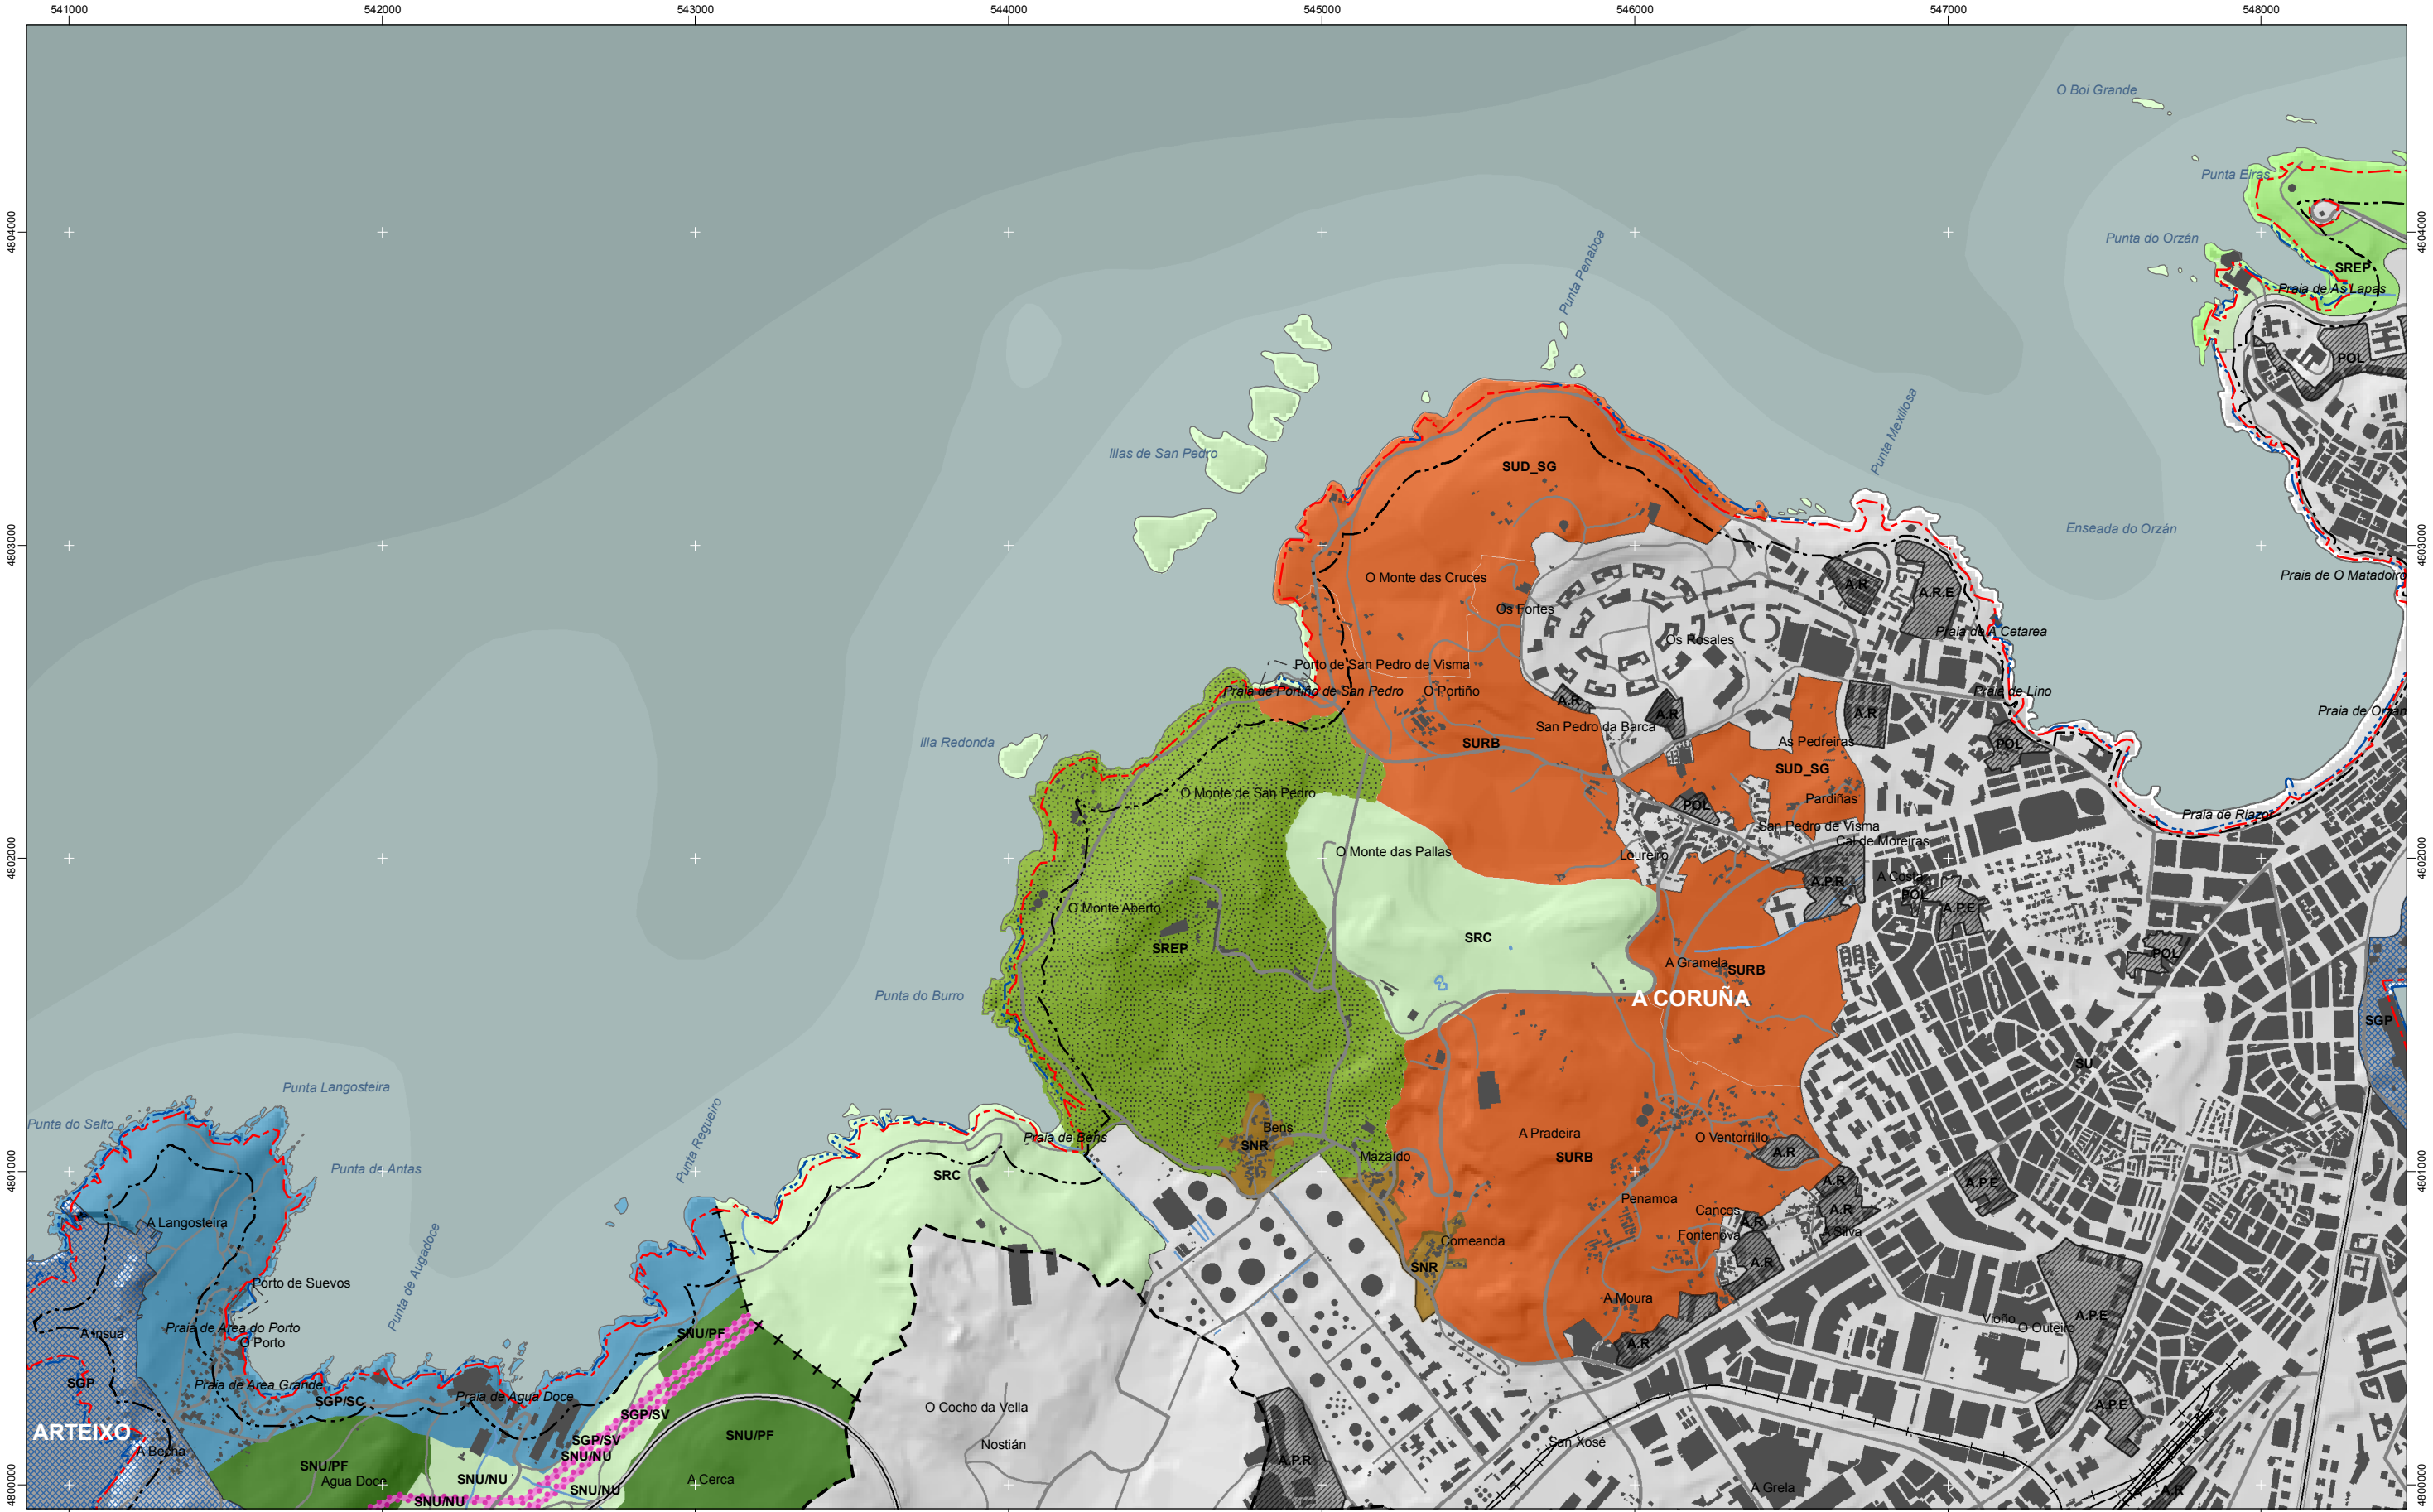 541000
542000
543000
544000
545000
546000
547000
548000
O Boi Grande
Punta Eiras
4804000
4804000
Punta do Orzán
Punta Penaboa
SREP
Praia de As Lapas
POL
Punta Mexillosa
Illas de San Pedro
SUD_SG
Enseada do Orzán
4803000
4803000
Praia de O Matadoiro
O Monte das Cruces
A.R
A.R.E
Os Fortes
Praia de A Cetarea
Os Rosales
Porto de San Pedro de Visma
Praia de Portiño de San Pedro
O Portiño
Praia de Lino
A.R
A.R
A.R
Praia de Orzán
San Pedro da Barca
Illa Redonda
SURB
As Pedreiras
POL
SUD_SG
O Monte de San Pedro
Pardiñas
POL
Praia de Riazor
San Pedro de Visma
Cal de Moreiras
4802000
4802000
O Monte das Pallas
Loureiro
A.P.R
A Costa
POL
O Monte Aberto
A.P.E
SREP
SRC
POL
A Gramela
SURB
Punta do Burro
A CORUÑA
SGP
SU
Punta Langosteira
Punta do Salto
Punta Regueiro
Praia de Bens
Bens
SNR
A Pradeira
O Ventorrillo
Mazaido
SURB
A.R
Punta de Antas
SRC
4801000
4801000
A.R
A.P.E
Penamoa
Cances
A.R
A.R
A Langosteira
Fontenova
A Silva
Comeanda
SNR
A.R
Punta de Augadoce
Porto de Suevos
A Moura
Praia de Area do Porto
A Insua
O Porto
SNU/PF
Vioño
O Outeiro
A.P.E
A.R
SGP
Praia de Area Grande
SGP/SC
Praia de Agua Doce
SGP/SV
O Cocho da Vella
A.P.E
ARTEIXO
SNU/PF
SGP/SV
A Becha
SNU/NU
Nostián
San Xosé
A.P.R
SNU/PF
Agua Doce
SNU/NU
A Cerca
4800000
4800000
SNU/NU
SNU/NU
A Grela
A.R